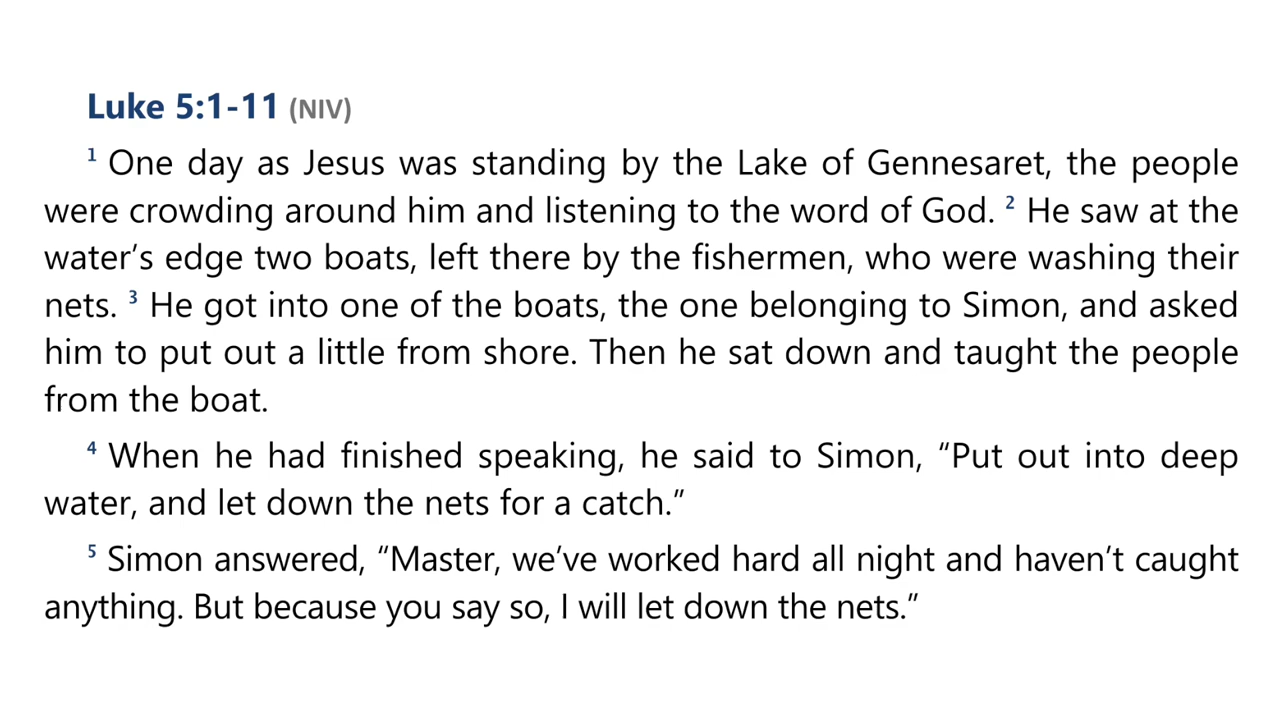 Luke 5:1-11 (NIV)
1 One day as Jesus was standing by the Lake of Gennesaret, the people
were crowding around him and listening to the word of God. 2 He saw at the
water’s edge two boats, left there by the fishermen, who were washing their
nets. 3 He got into one of the boats, the one belonging to Simon, and asked
him to put out a little from shore. Then he sat down and taught the people
from the boat.
4 When he had finished speaking, he said to Simon, “Put out into deep
water, and let down the nets for a catch.”
5 Simon answered, “Master, we’ve worked hard all night and haven’t caught
anything. But because you say so, I will let down the nets.”